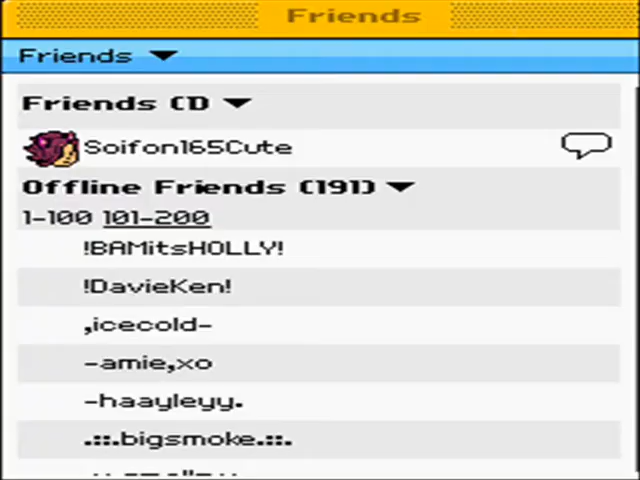 Friends
Friends
Friends (1)
Soifon165Cute
Offline Friends (191)
1-100 101-200
!BAMitsHOLLY!
!DavieKen!
,icecold-
-amie,xo
-haayleyy.
.::.bigsmoke.::.